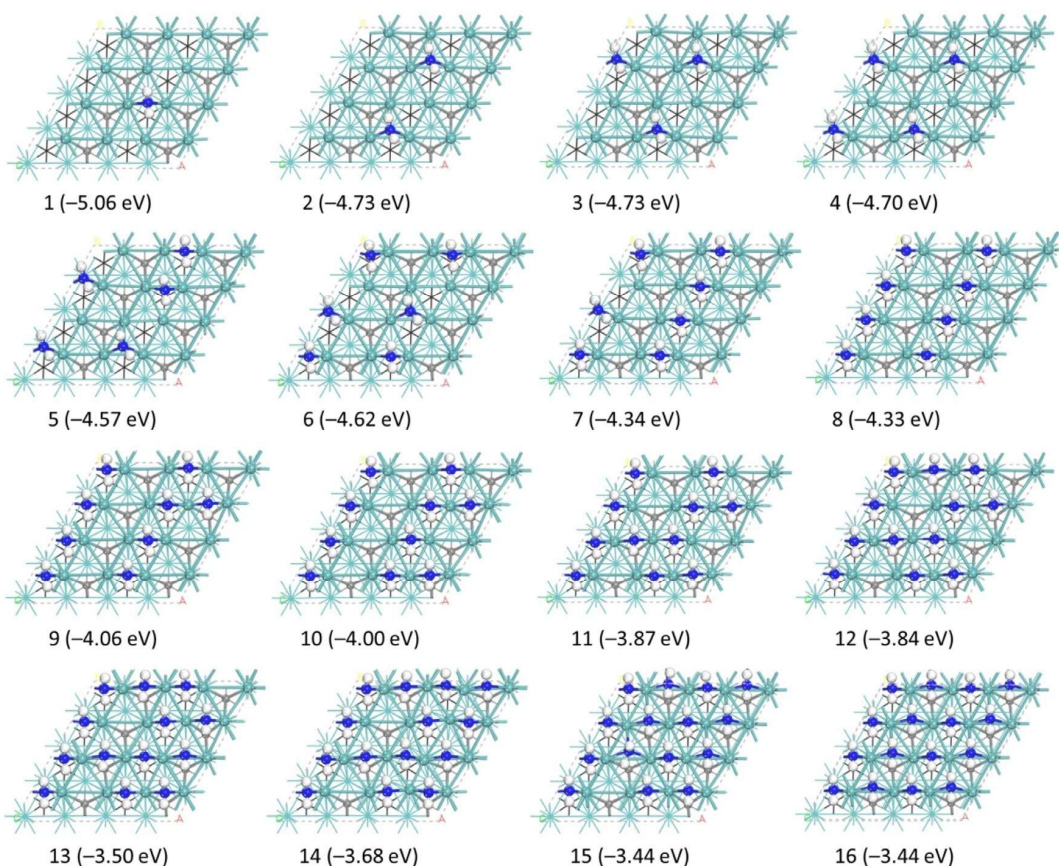 1 (–5.06 eV)
2 (–4.73 eV)
3 (–4.73 eV)
4 (–4.70 eV)
5 (–4.57 eV)
6 (–4.62 eV)
7 (–4.34 eV)
8 (–4.33 eV)
9 (–4.06 eV)
10 (–4.00 eV)
11 (–3.87 eV)
12 (–3.84 eV)
13 (–3.50 eV)
14 (–3.68 eV)
15 (–3.44 eV)
16 (–3.44 eV)